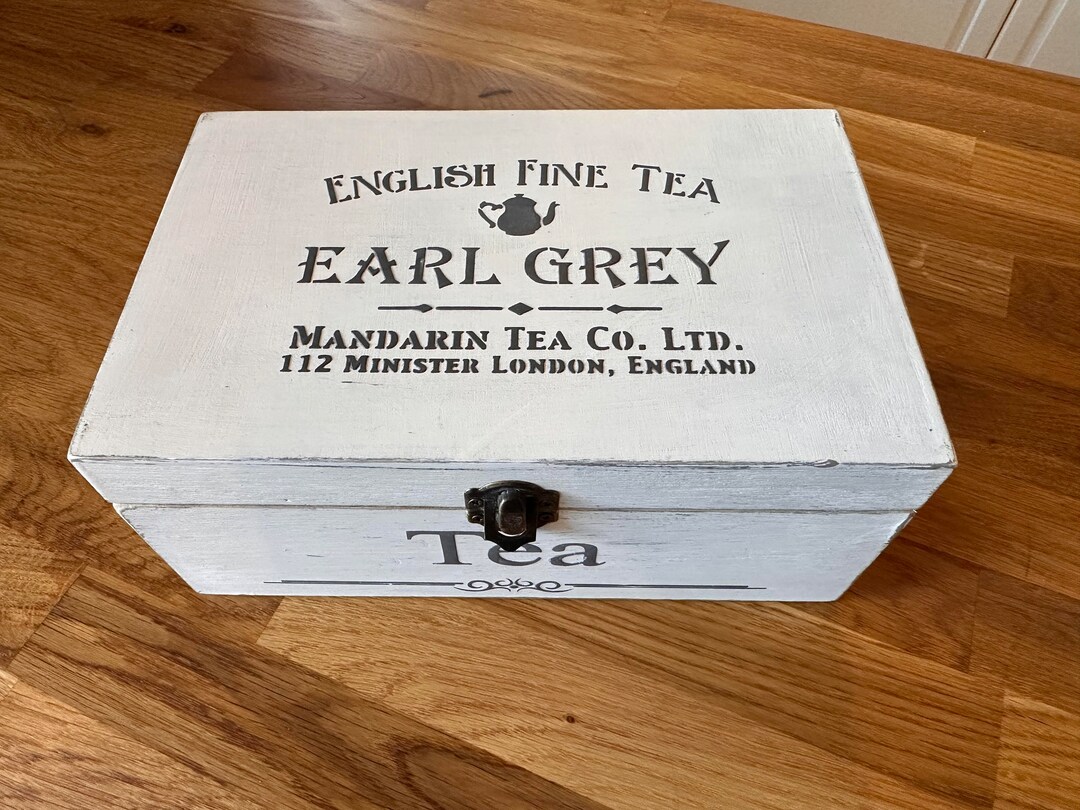 ENGLISH FINE TEA
EARL GREY
MANDARIN TEA CO. LTD.
112 MINISTER LONDON, ENGLAND
Tea